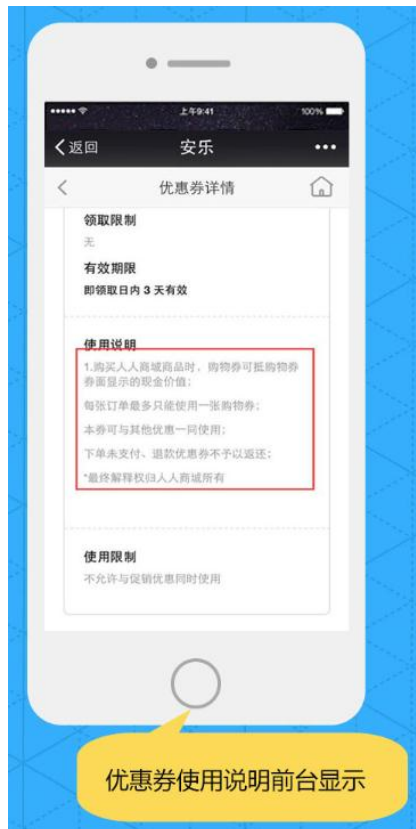 上午9:41
100%
返回
安乐
优惠券详情
领取限制
无
有效期限
即领取日内 3 天有效
使用说明
1.购买人人商城商品时，购物券可抵购物券
券面显示的现金价值；
每张订单最多只能使用一张购物券；
本券可与其他优惠一同使用；
下单未支付、退款优惠券不予以返还；
*最终解释权归人人商城所有
使用限制
不允许与促销优惠同时使用
优惠券使用说明前台显示